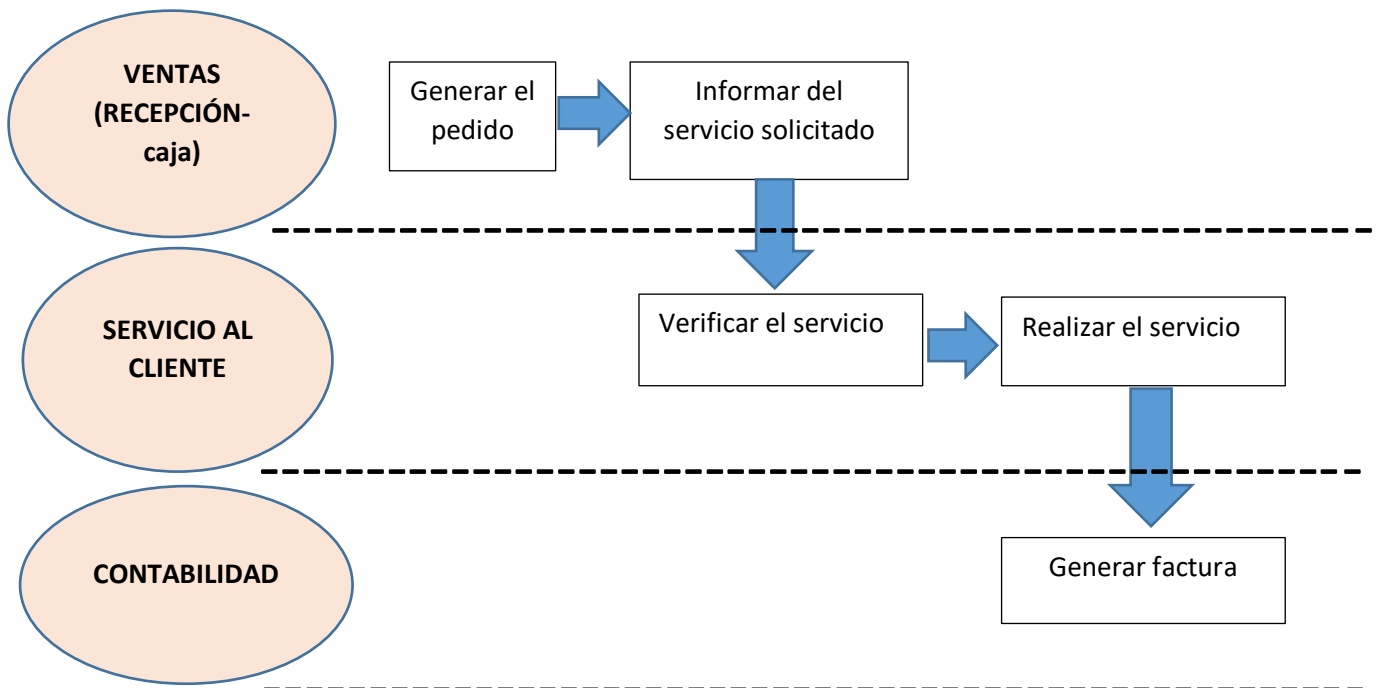 VENTAS
(RECEPCIÓN-
caja)
Generar el
pedido
Informar del
servicio solicitado
SERVICIO AL
CLIENTE
Verificar el servicio
Realizar el servicio
CONTABILIDAD
Generar factura